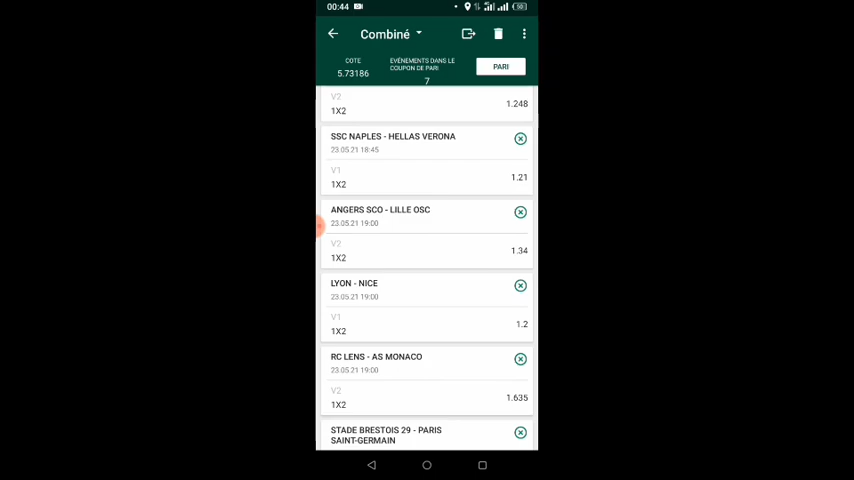 00:44
50
Combiné
COTE
5.73186
EVÉNEMENTS DANS LE
COUPON DE PARI
7
PARI
V2
1X2
1.248
SSC NAPLES - HELLAS VERONA
23.05.21 18:45
V1
1X2
1.21
ANGERS SCO - LILLE OSC
23.05.21 19:00
V2
1X2
1.34
LYON - NICE
23.05.21 19:00
V1
1X2
1.2
RC LENS - AS MONACO
23.05.21 19:00
V2
1X2
1.635
STADE BRESTOIS 29 - PARIS
SAINT-GERMAIN